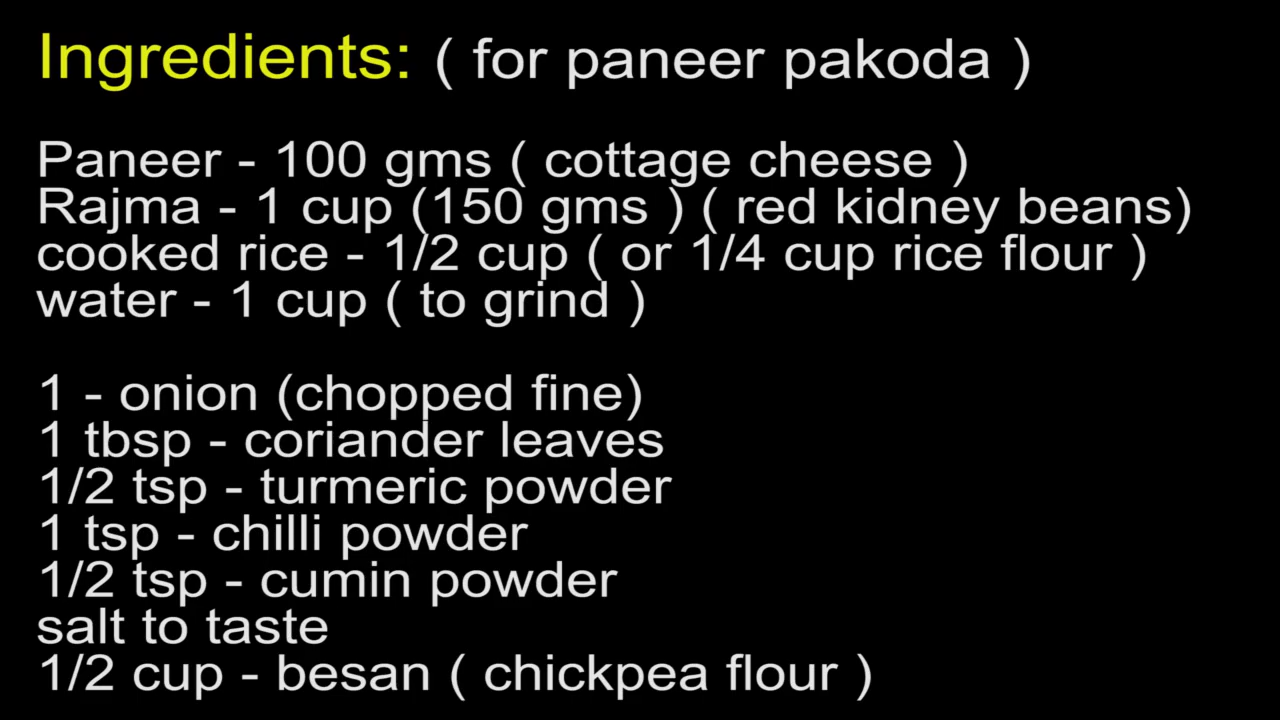 Ingredients: ( for paneer pakoda )
Paneer - 100 gms ( cottage cheese )
Rajma - 1 cup (150 gms ) ( red kidney beans)
cooked rice - 1/2 cup ( or 1/4 cup rice flour )
water - 1 cup ( to grind )
1 - onion (chopped fine)
1 tbsp - coriander leaves
1/2 tsp - turmeric powder
1 tsp - chilli powder
1/2 tsp - cumin powder
salt to taste
1/2 cup - besan ( chickpea flour )